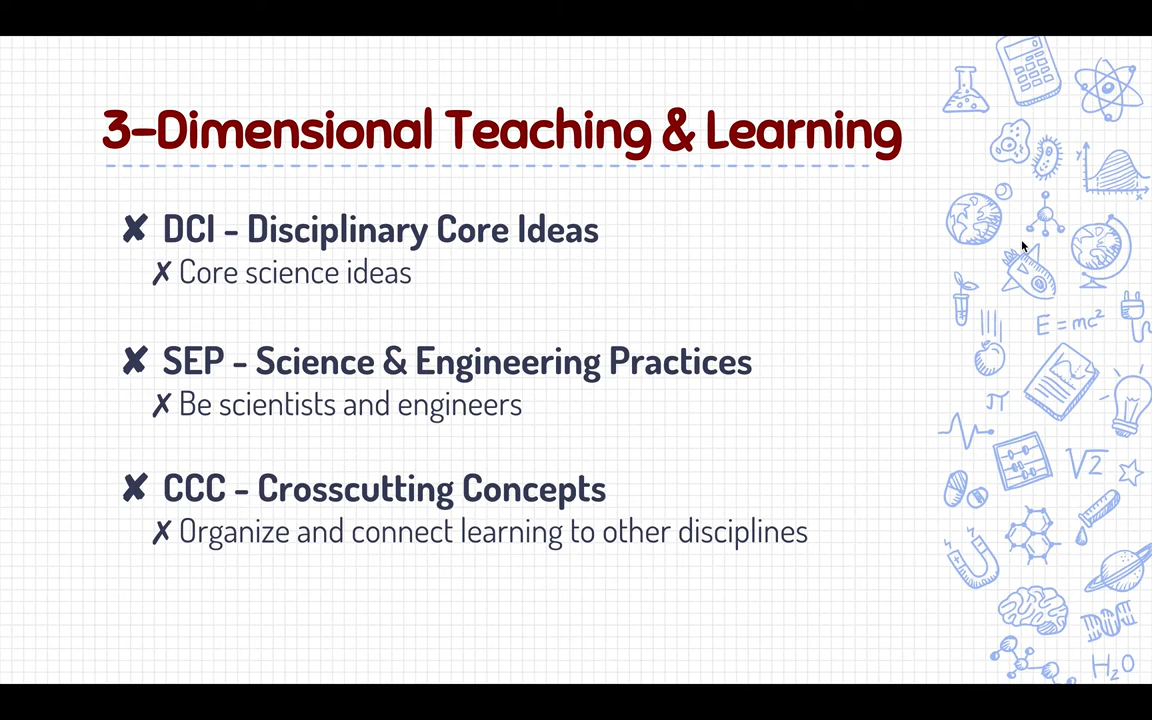 3-Dimensional Teaching & Learning
✘ DCI - Disciplinary Core Ideas
✗ Core science ideas
✘ SEP - Science & Engineering Practices
✗ Be scientists and engineers
✘ CCC - Crosscutting Concepts
✗ Organize and connect learning to other disciplines
y
x
E=mc²
π
√2
H₂O